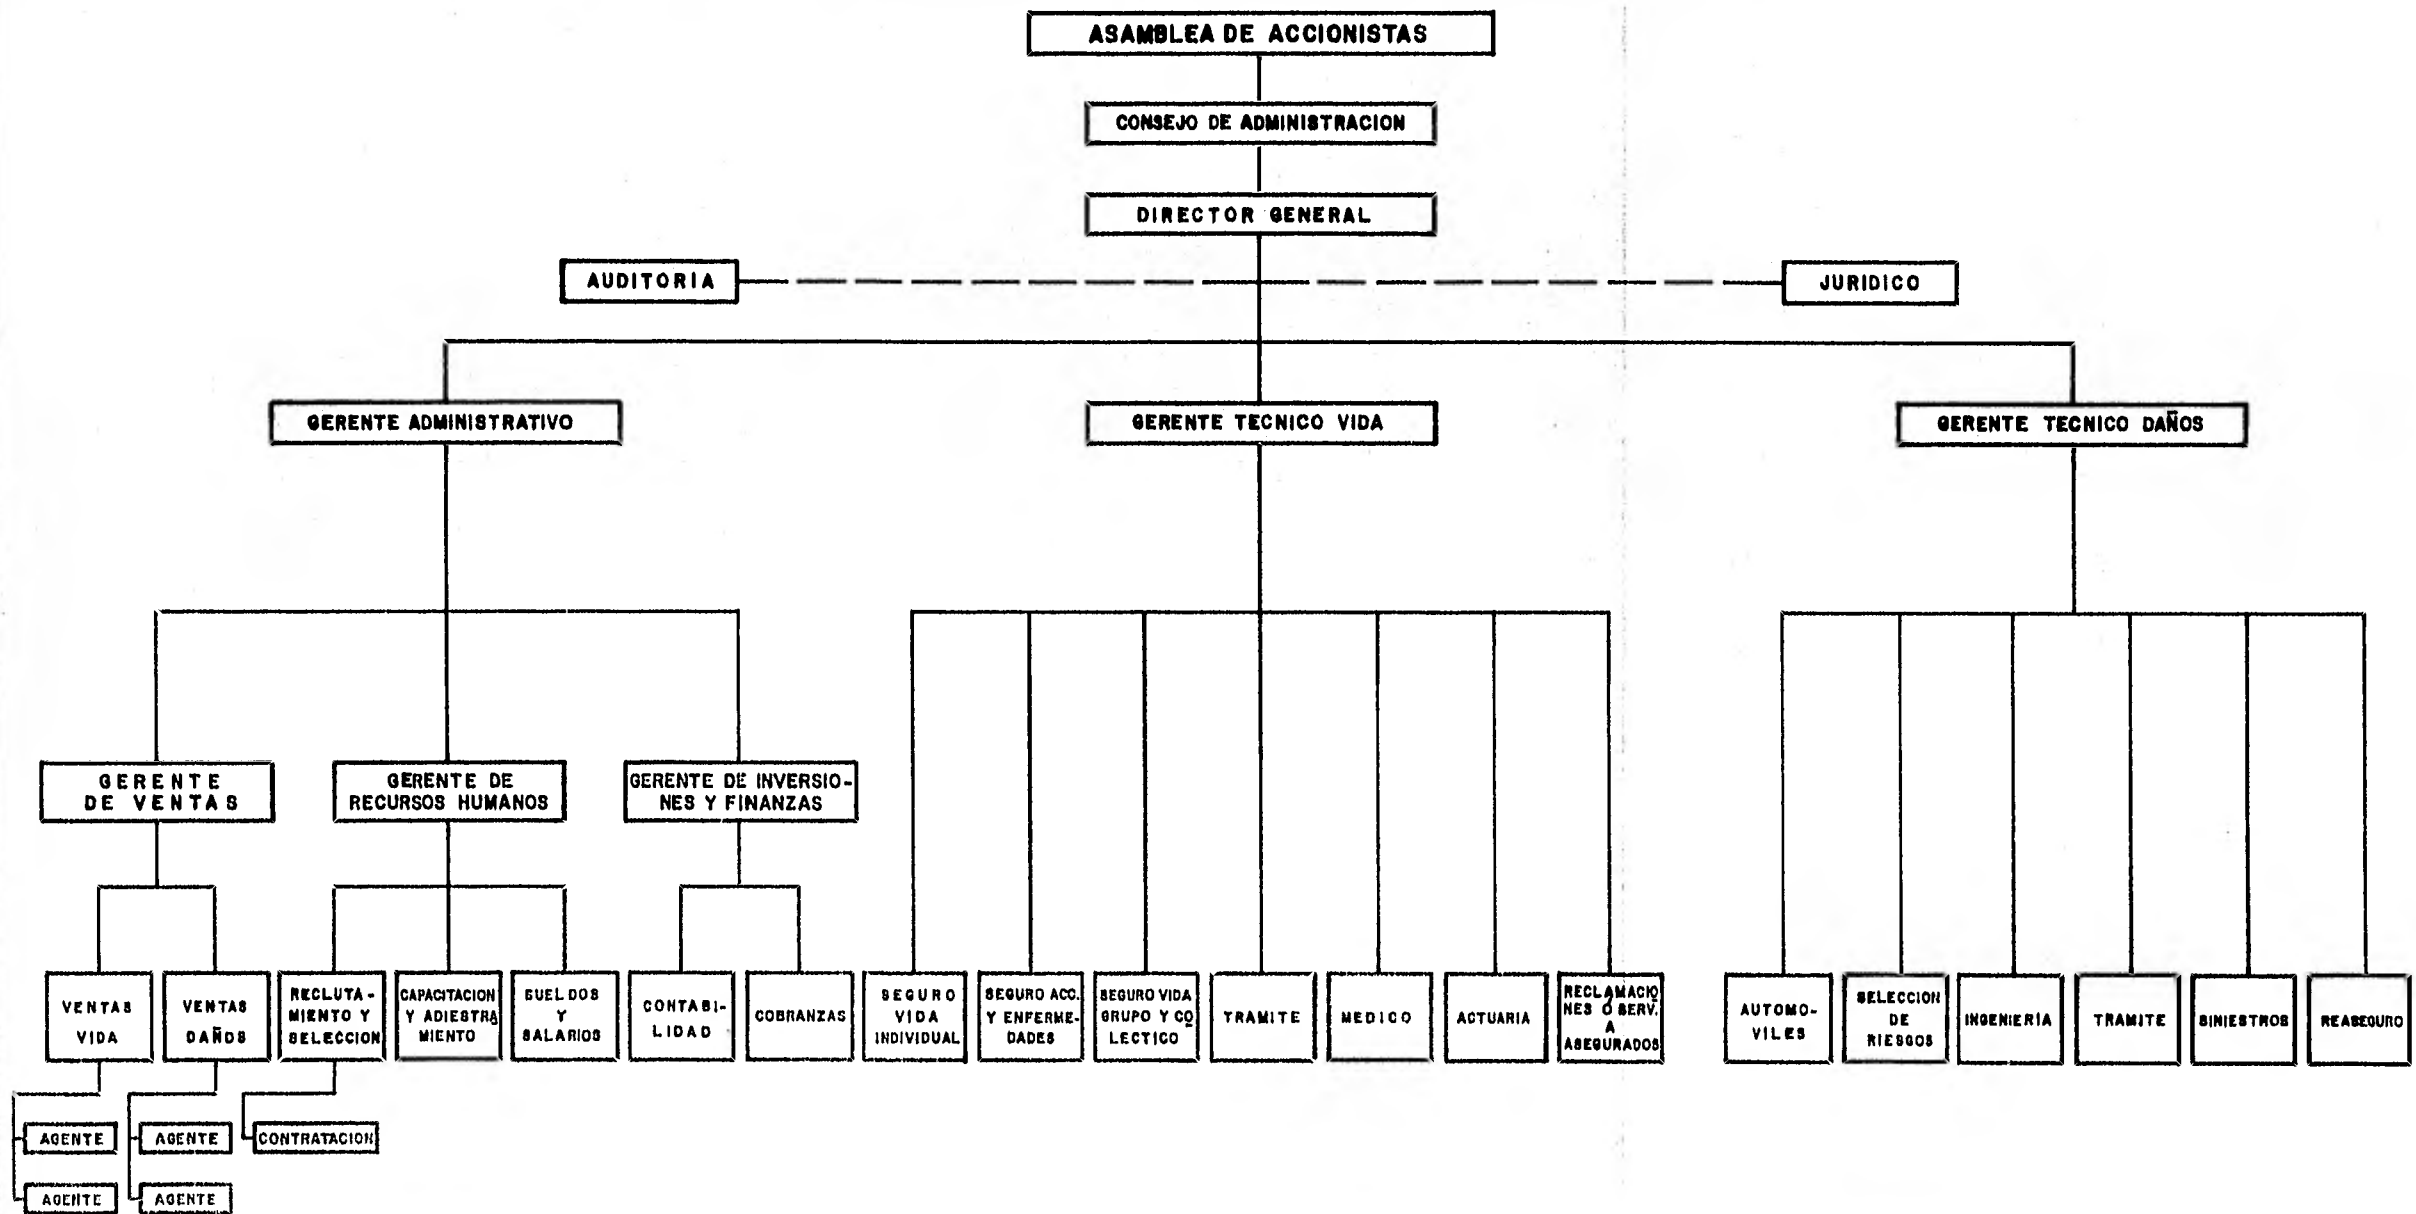 ASAMBLEA DE ACCIONISTAS
CONSEJO DE ADMINISTRACION
DIRECTOR GENERAL
AUDITORIA
JURIDICO
GERENTE ADMINISTRATIVO
GERENTE TECNICO VIDA
GERENTE TECNICO DAÑOS
GERENTE
DE VENTAS
GERENTE DE
RECURSOS HUMANOS
GERENTE DE INVERSIO-
NES Y FINANZAS
VENTAS
VIDA
VENTAS
DAÑOS
RECLUTA-
MIENTO Y
SELECCION
CAPACITACION
Y ADIESTRA
MIENTO
SUELDOS
Y
SALARIOS
CONTABI-
LIDAD
COBRANZAS
SEGURO
VIDA
INDIVIDUAL
SEGURO ACC.
Y ENFERME-
DADES
SEGURO VIDA
GRUPO Y CO
LECTICO
TRAMITE
MEDICO
ACTUARIA
RECLAMACIO
NES O SERV.
A
ASEGURADOS
AUTOMO-
VILES
SELECCION
DE
RIESGOS
INGENIERÍA
TRAMITE
SINIESTROS
REASEGURO
AGENTE
AGENTE
CONTRATACION
AGENTE
AGENTE